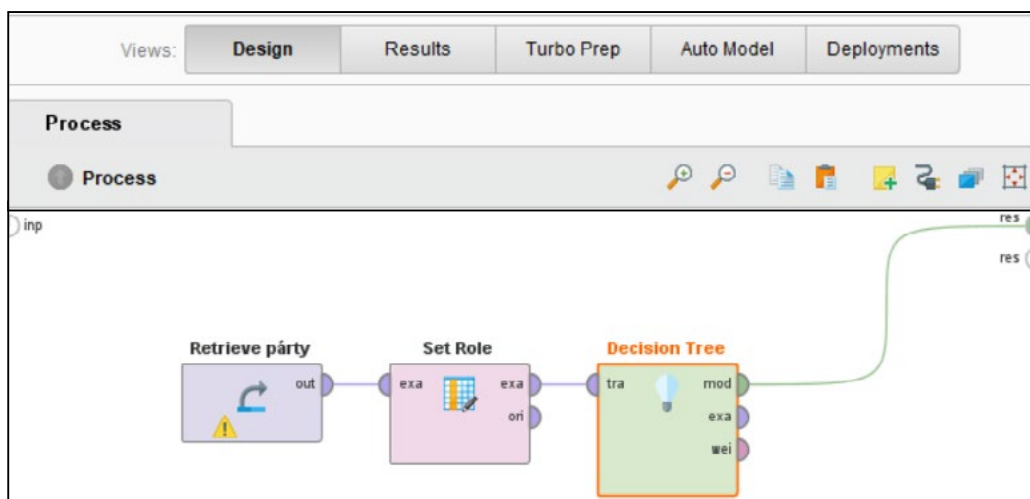 Views: Design Results Turbo Prep Auto Model Deployments
Process
Process
inp
res
res
Retrieve párty Set Role Decision Tree
out exa exa tra mod
ori exa
wei